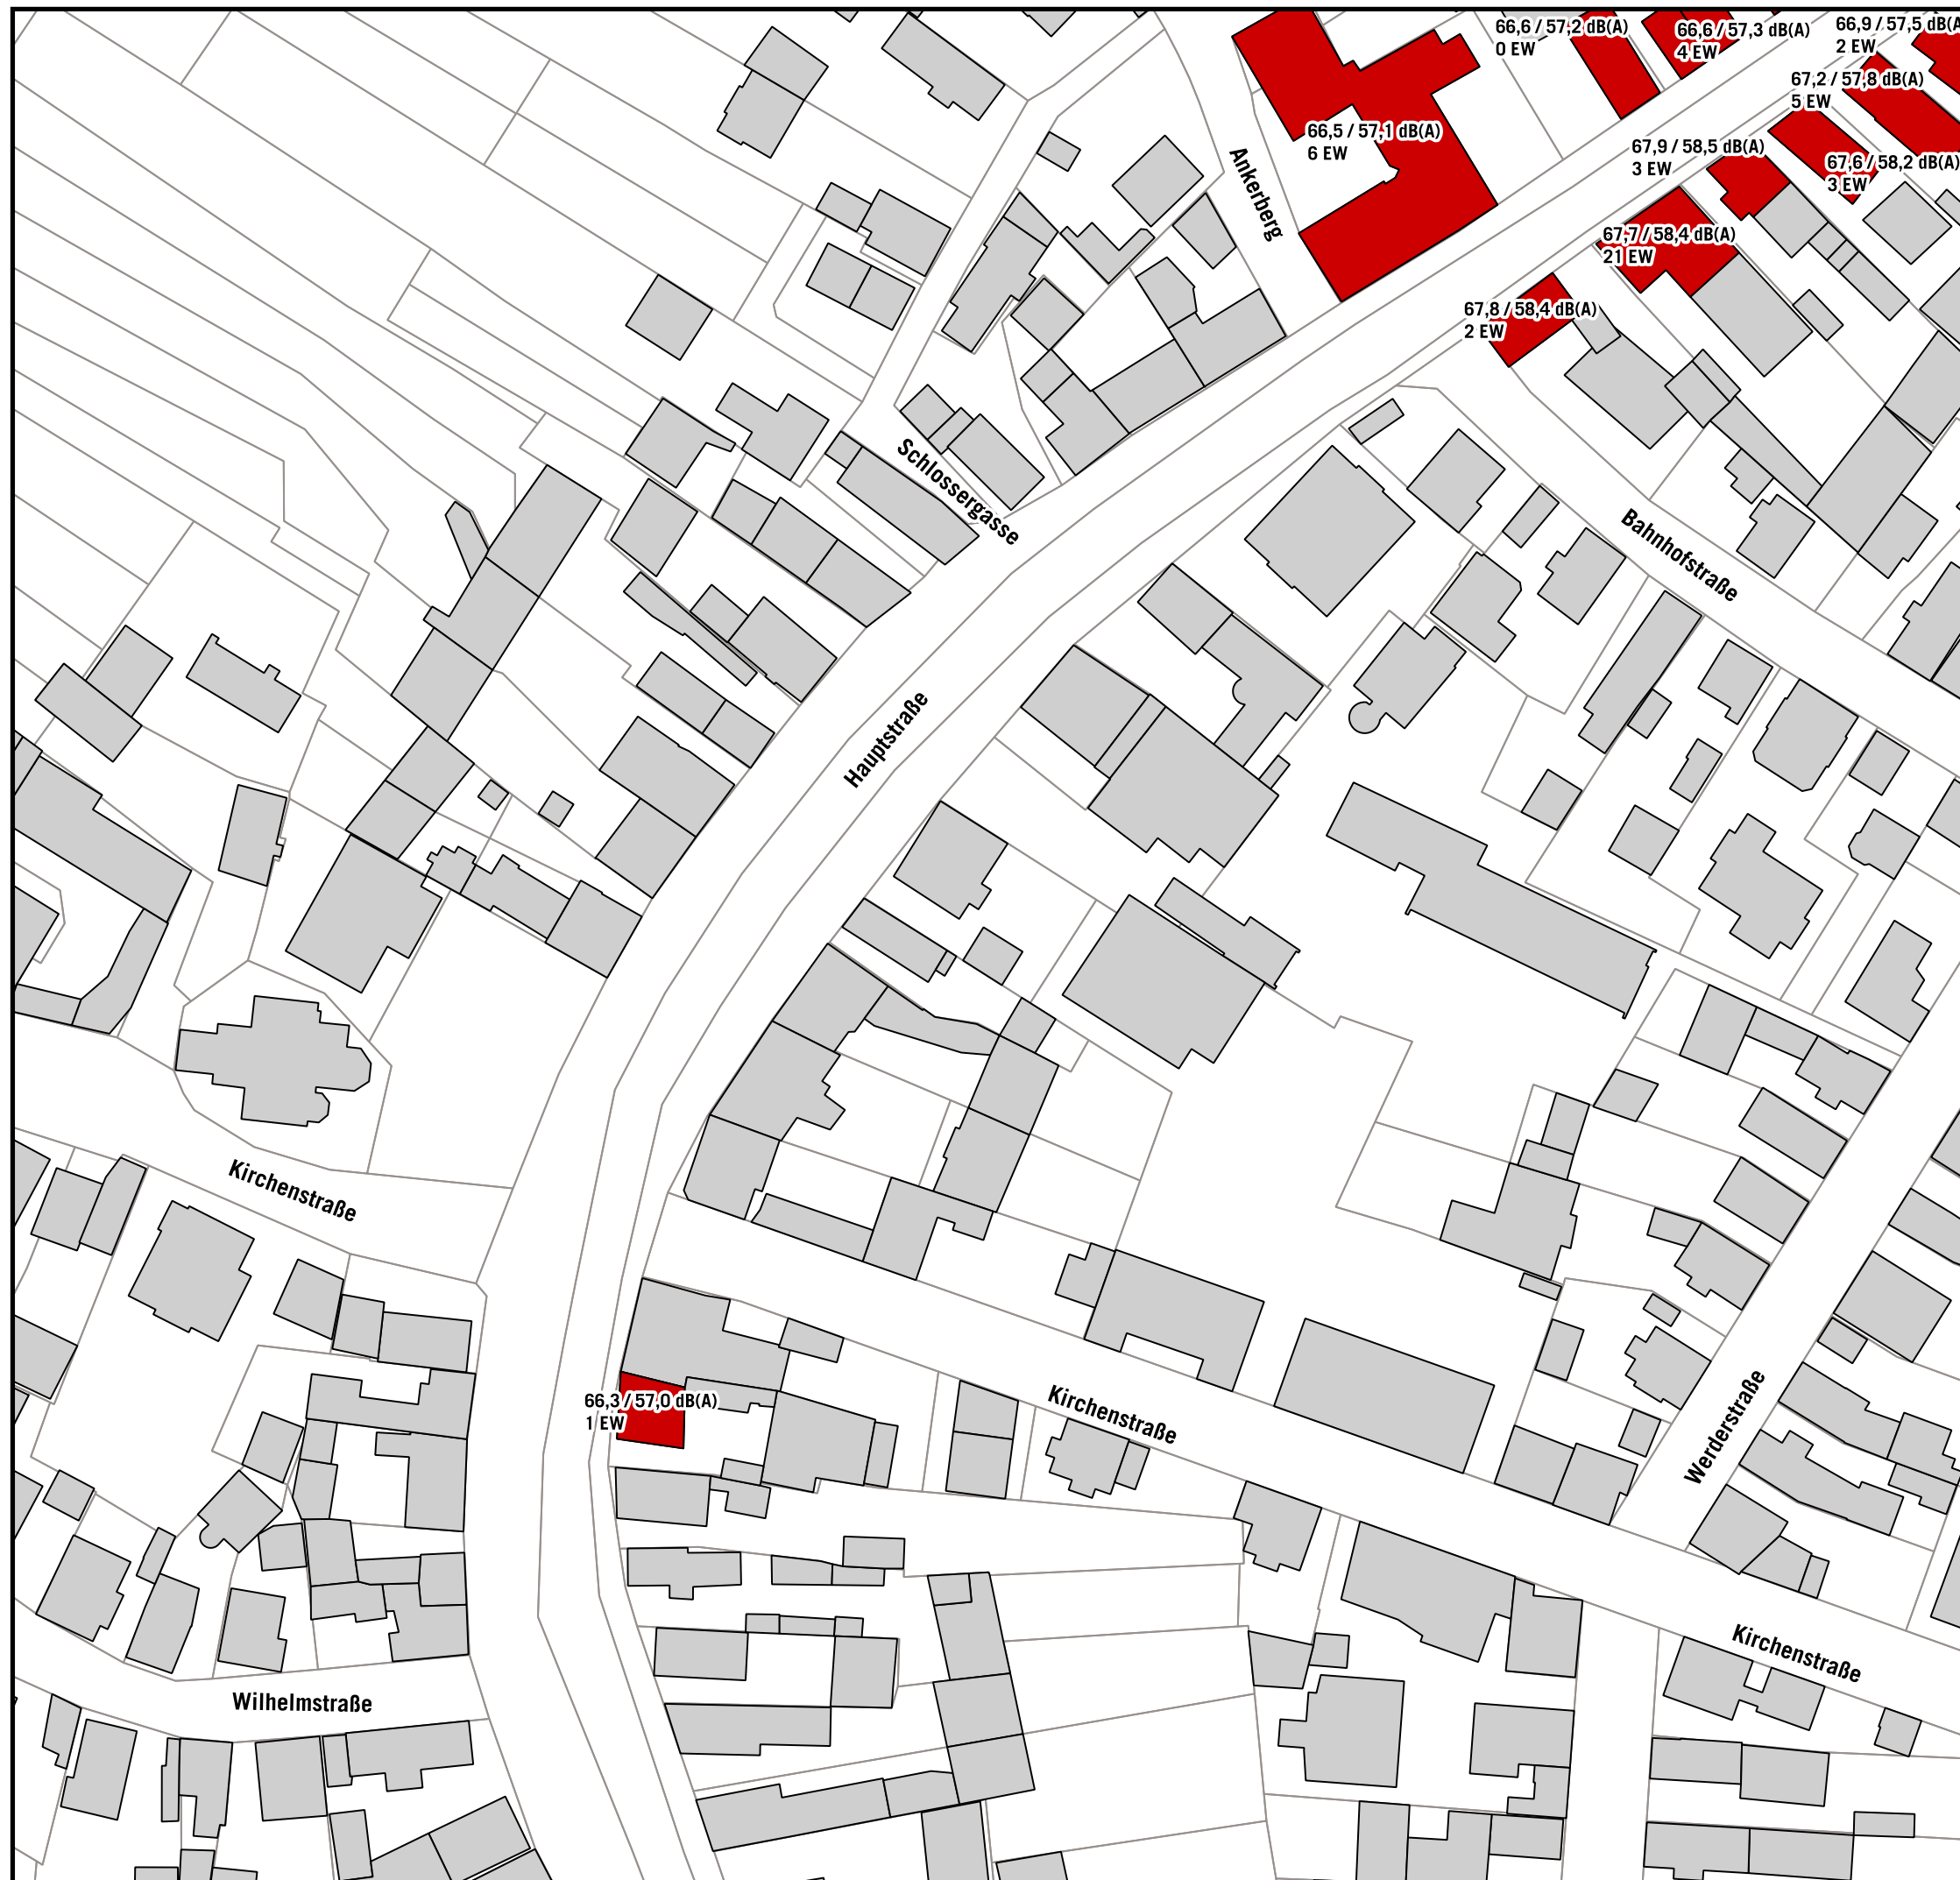 66,6 / 57,2 dB(A)
0 EW
66,6 / 57,3 dB(A)
4 EW
66,9 / 57,5 dB(A
2 EW
67,2 / 57,8 dB(A)
5 EW
66,5 / 57,1 dB(A)
6 EW
67,9 / 58,5 dB(A)
3 EW
67,6 / 58,2 dB(A)
3 EW
Ankerberg
67,7 / 58,4 dB(A)
21 EW
67,8 / 58,4 dB(A)
2 EW
Schlossergasse
Bahnhofstraße
Hauptstraße
Kirchenstraße
66,3 / 57,0 dB(A)
1 EW
Kirchenstraße
Werderstraße
Kirchenstraße
Wilhelmstraße